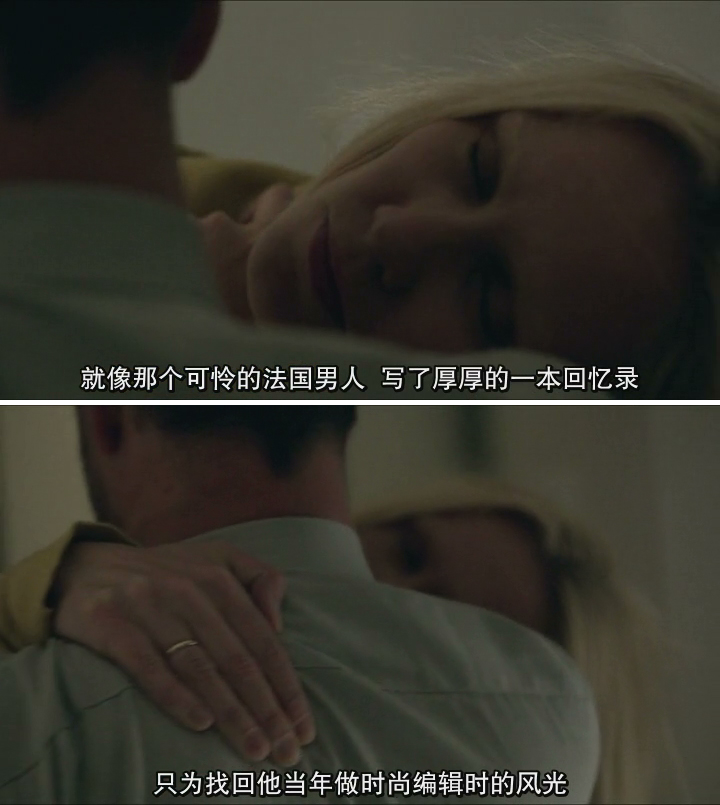 就像那个可怜的法国男人 写了厚厚的一本回忆录
只为找回他当年做时尚编辑时的风光